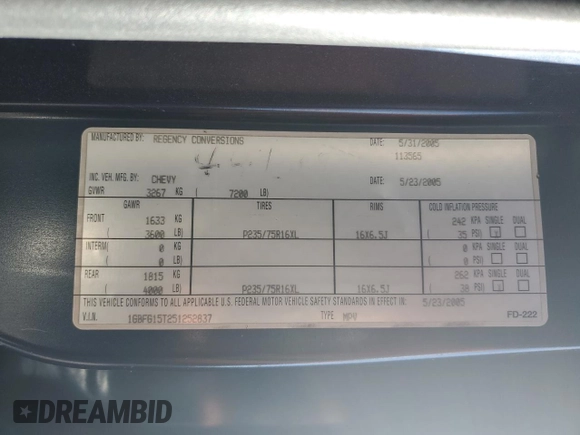 MANUFACTURED BY: REGENCY CONVERSIONS DATE: 5/31/2005
113565
INC. VEH. MFG. BY: CHEVY DATE: 5/23/2005
GVWR 3267 KG ( 7200 LB)
GAWR TIRES RIMS COLD INFLATION PRESSURE
FRONT 1633 KG 242 KPA SINGLE DUAL
( 3600 LB) P235/75R16XL 16X6.5J ( 35 PSI)
INTERM( 0 KG 0 KPA SINGLE DUAL
( 0 LB) ( 0 PSI)
REAR 1815 KG 262 KPA SINGLE DUAL
( 4000 LB) P235/75R16XL 16X6.5J ( 38 PSI)
THIS VEHICLE CONFORMS TO ALL APPLICABLE U.S. FEDERAL MOTOR VEHICLE SAFETY STANDARDS IN EFFECT IN: 5/23/2005
V.I.N. 1GBFG15T251252837 TYPE MPV FD-222
DREAMBID